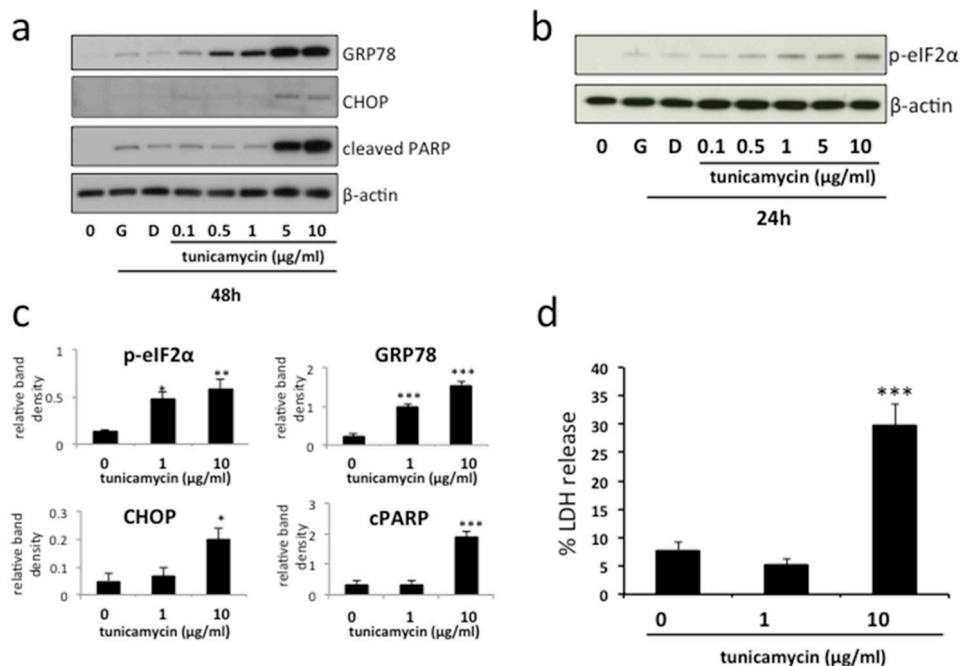 a
GRP78
CHOP
cleaved PARP
β-actin
0 G D 0.1 0.5 1 5 10
tunicamycin (µg/ml)
48h
b
p-eIF2α
β-actin
0 G D 0.1 0.5 1 5 10
tunicamycin (µg/ml)
24h
c
p-eIF2α
relative band
density
1
0.5
0
*
**
0 1 10
tunicamycin (µg/ml)
GRP78
relative band
density
2
1
0
***
***
0 1 10
tunicamycin (µg/ml)
CHOP
relative band
density
0.3
0.2
0.1
0
*
0 1 10
tunicamycin (µg/ml)
cPARP
relative band
density
3
2
1
0
***
0 1 10
tunicamycin (µg/ml)
d
% LDH release
40
35
30
25
20
15
10
5
0
***
0 1 10
tunicamycin (µg/ml)